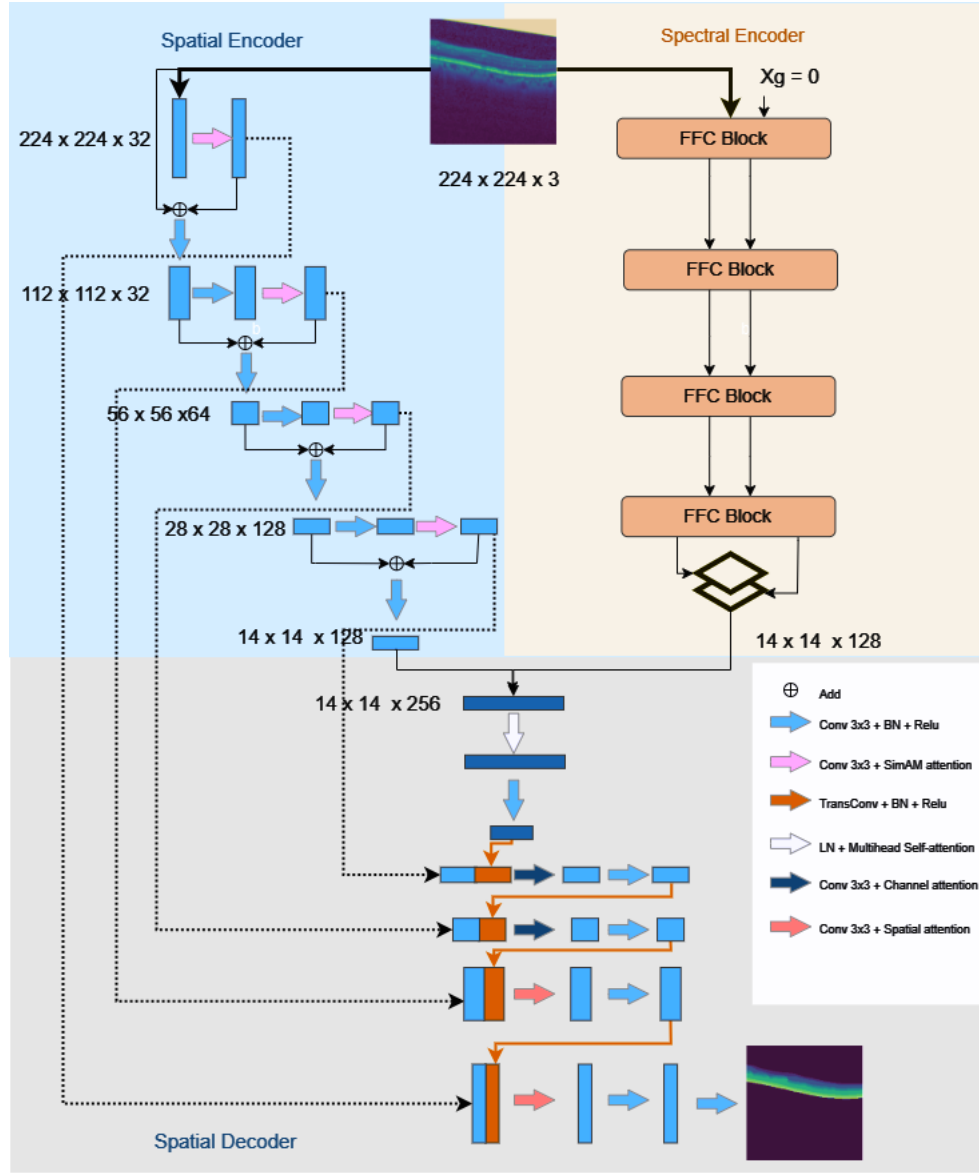 Spatial Encoder
Spectral Encoder
Xg = 0
224 x 224 x 32
FFC Block
224 x 224 x 3
FFC Block
112 x 112 x 32
b
FFC Block
56 x 56 x64
FFC Block
28 x 28 x 128
14 x 14 x 128
14 x 14 x 128
14 x 14 x 256
Add
Conv 3x3 + BN + Relu
Conv 3x3 + SimAM attention
TransConv + BN + Relu
LN + Multihead Self-attention
Conv 3x3 + Channel attention
Conv 3x3 + Spatial attention
Spatial Decoder